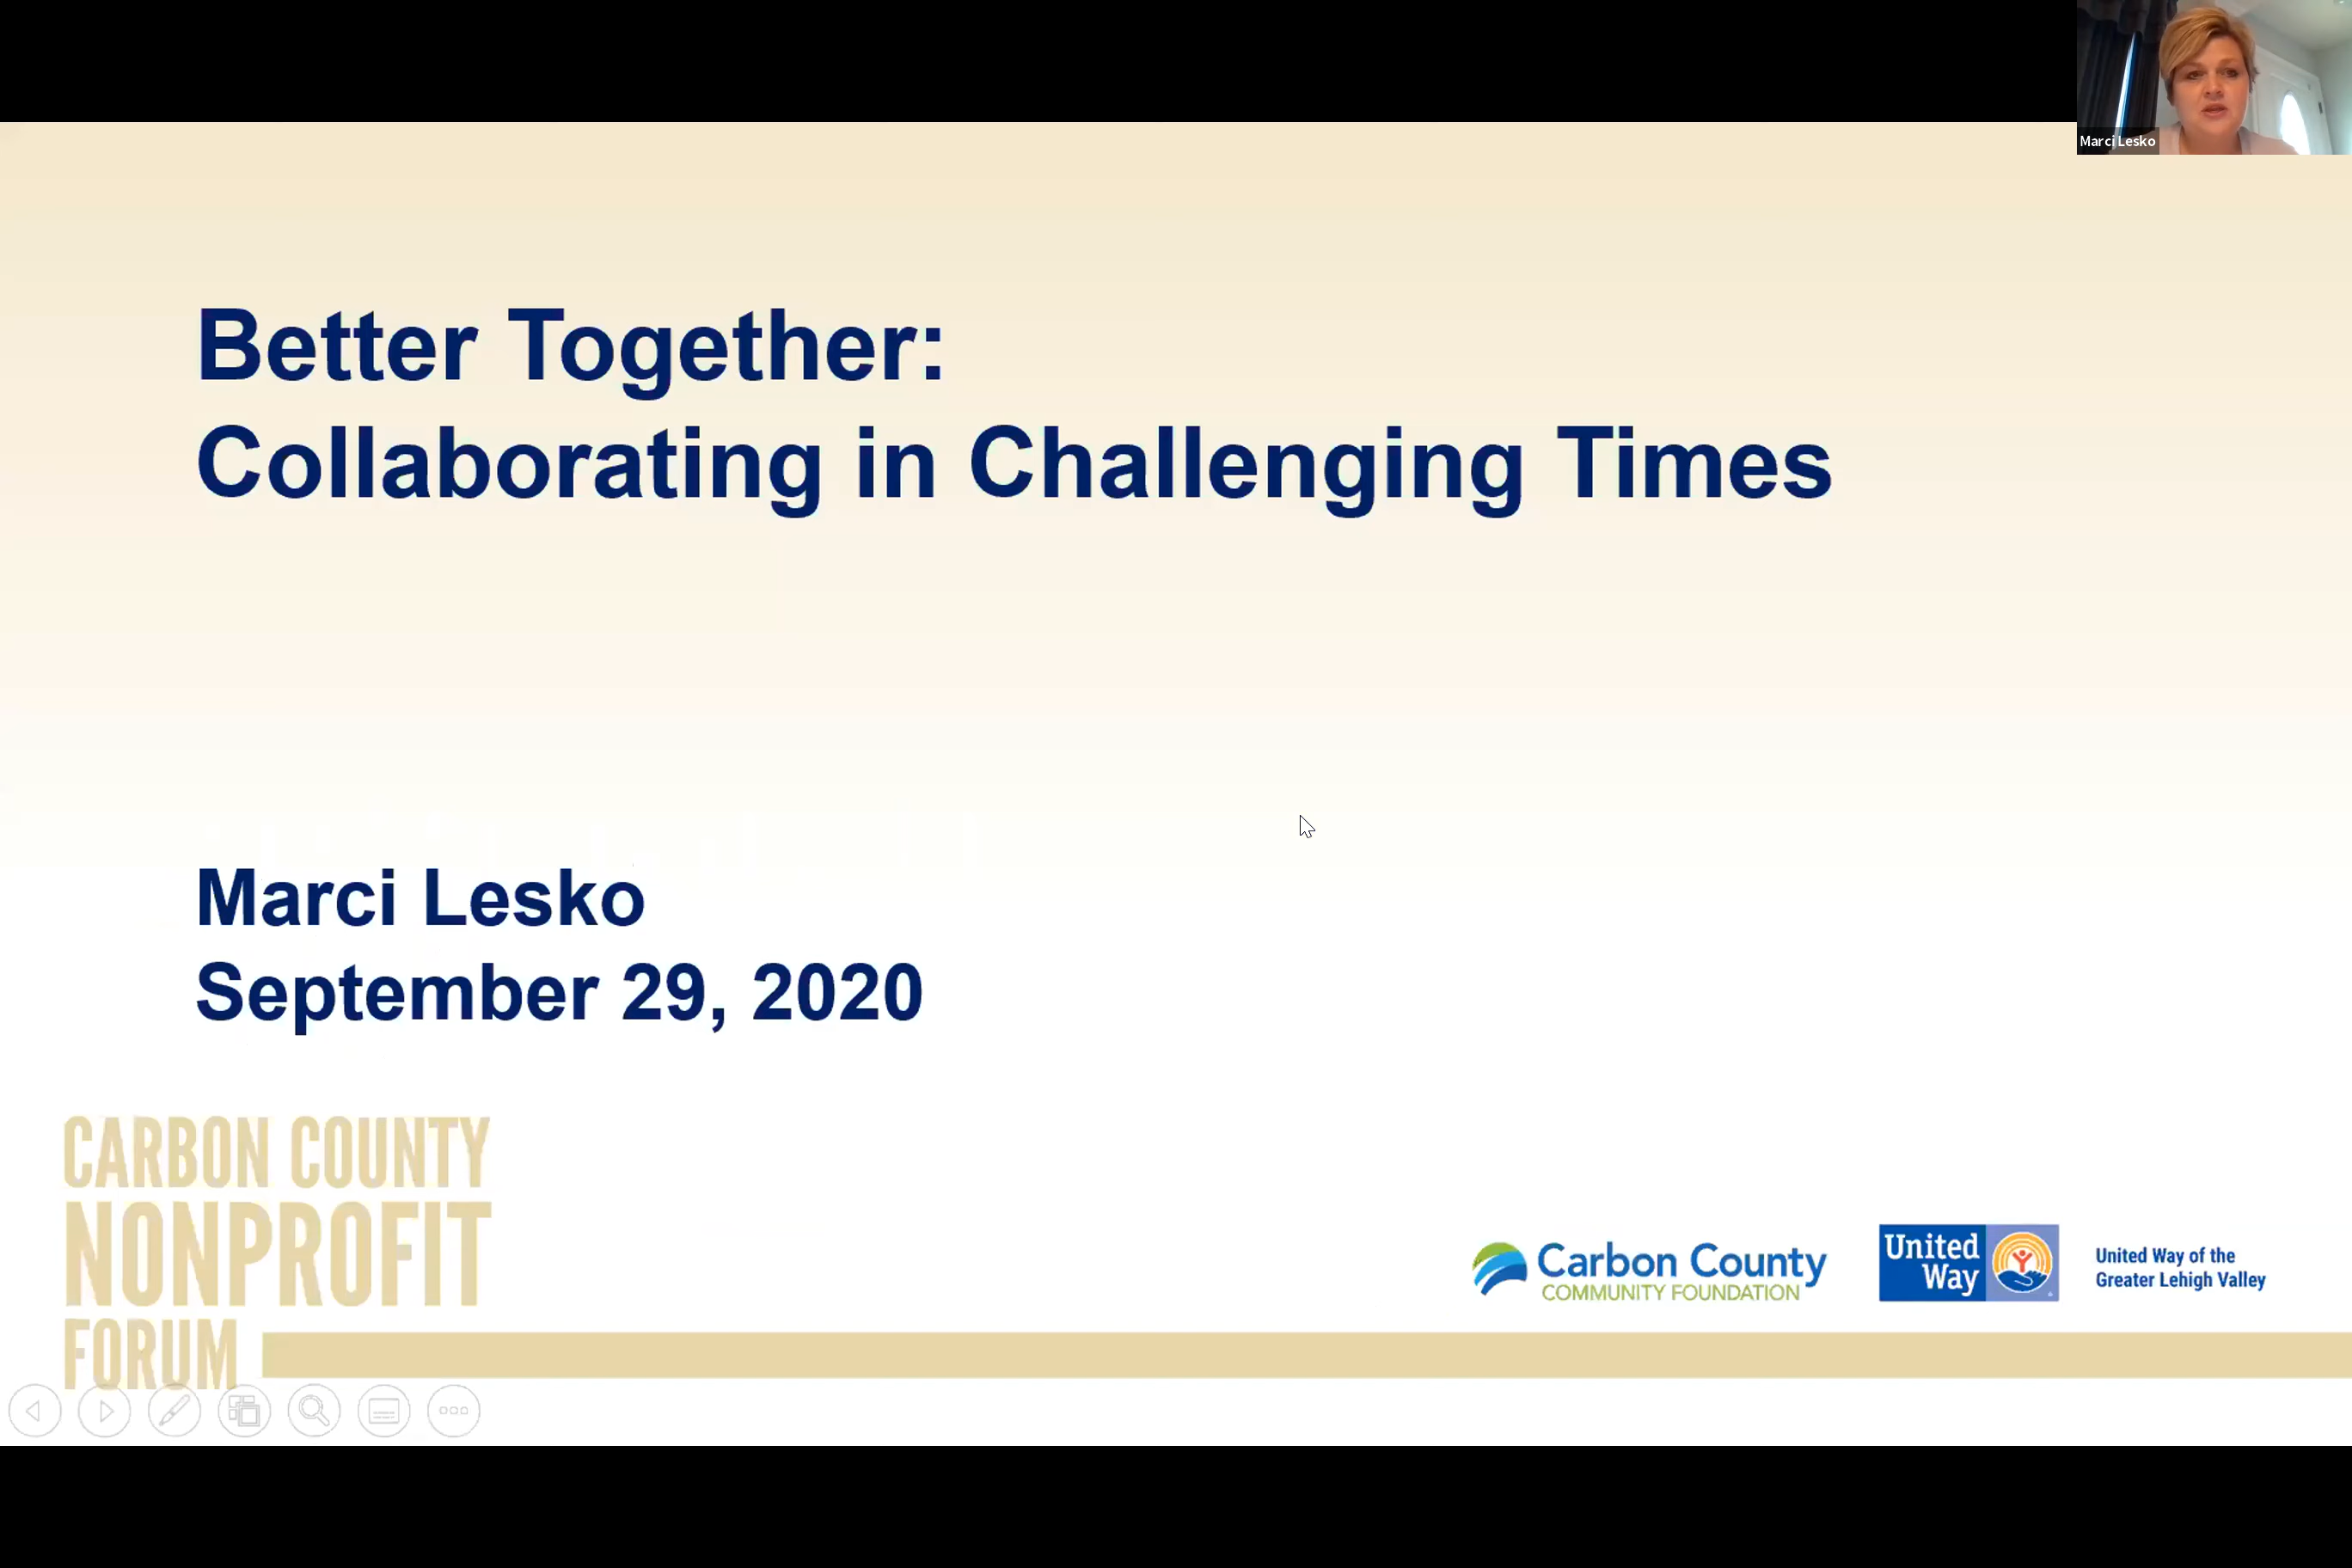 Marci Lesko
Better Together:
Collaborating in Challenging Times
Marci Lesko
September 29, 2020
CARBON COUNTY
NONPROFIT
FORUM
Carbon County
COMMUNITY FOUNDATION
United
Way
United Way of the
Greater Lehigh Valley